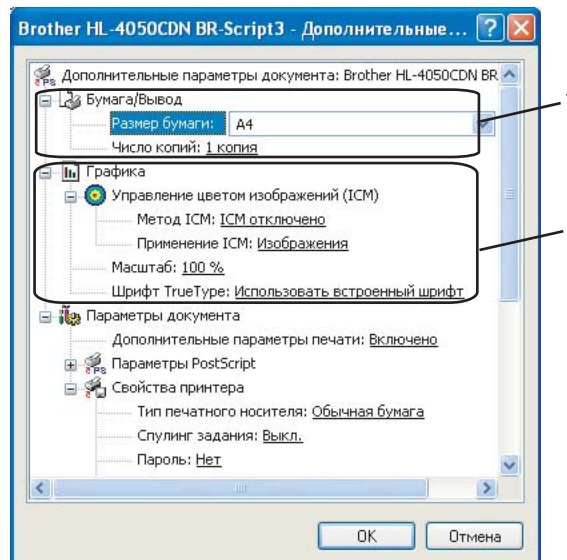 Brother HL-4050CDN BR-Script3 - Дополнительные...
Дополнительные параметры документа: Brother HL-4050CDN BR
Бумага/Вывод
Размер бумаги: A4
Число копий: 1 копия
Графика
Управление цветом изображений (ICM)
Метод ICM: ICM отключено
Применение ICM: Изображения
Масштаб: 100 %
Шрифт TrueType: Использовать встроенный шрифт
Параметры документа
Дополнительные параметры печати: Включено
Параметры PostScript
Свойства принтера
Тип печатного носителя: Обычная бумага
Спулинг задания: Выкл.
Пароль: Нет
OK Отмена